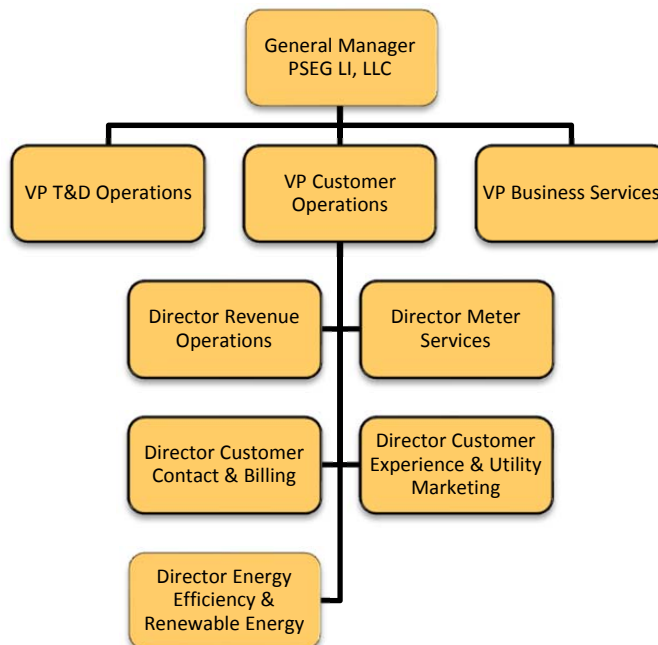 General Manager
PSEG LI, LLC
VP T&D Operations
VP Customer
Operations
VP Business Services
Director Revenue
Operations
Director Meter
Services
Director Customer
Contact & Billing
Director Customer
Experience & Utility
Marketing
Director Energy
Efficiency &
Renewable Energy